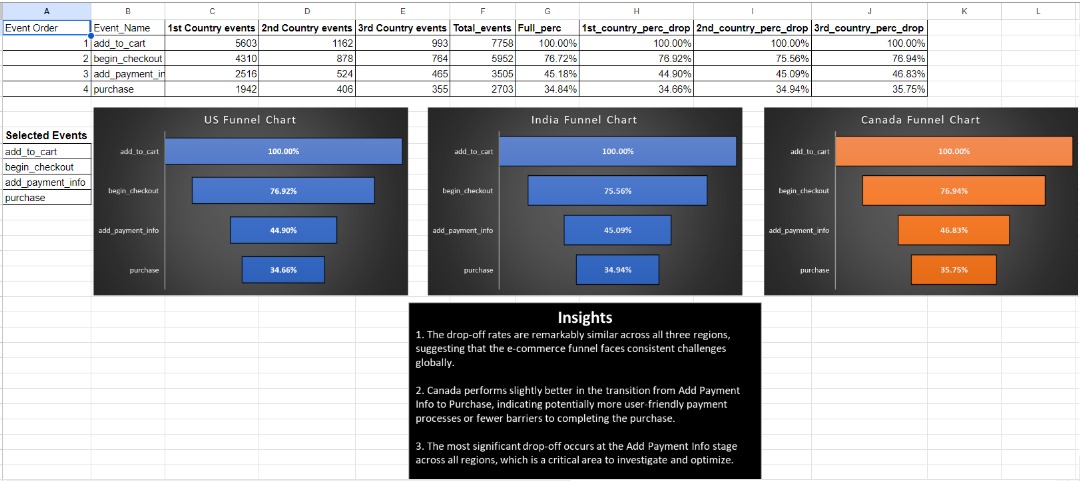 A B C D E F G H I J K L
Event Order Event_Name 1st Country events 2nd Country events 3rd Country events Total_events Full_perc 1st_country_perc_drop 2nd_country_perc_drop 3rd_country_perc_drop
1 add_to_cart 5603 1162 993 7758 100.00% 100.00% 100.00% 100.00%
2 begin_checkout 4310 878 764 5952 76.72% 76.92% 75.56% 76.94%
3 add_payment_in 2516 524 465 3505 45.18% 44.90% 45.09% 46.83%
4 purchase 1942 406 355 2703 34.84% 34.66% 34.94% 35.75%
Selected Events
add_to_cart
begin_checkout
add_payment_info
purchase
US Funnel Chart
add_to_cart 100.00%
begin_checkout 76.92%
add_payment_info 44.90%
purchase 34.66%
India Funnel Chart
add_to_cart 100.00%
begin_checkout 75.56%
add_payment_info 45.09%
purchase 34.94%
Canada Funnel Chart
add_to_cart 100.00%
begin_checkout 76.94%
add_payment_info 46.83%
purchase 35.75%
Insights
1. The drop-off rates are remarkably similar across all three regions,
suggesting that the e-commerce funnel faces consistent challenges
globally.
2. Canada performs slightly better in the transition from Add Payment
Info to Purchase, indicating potentially more user-friendly payment
processes or fewer barriers to completing the purchase.
3. The most significant drop-off occurs at the Add Payment Info stage
across all regions, which is a critical area to investigate and optimize.